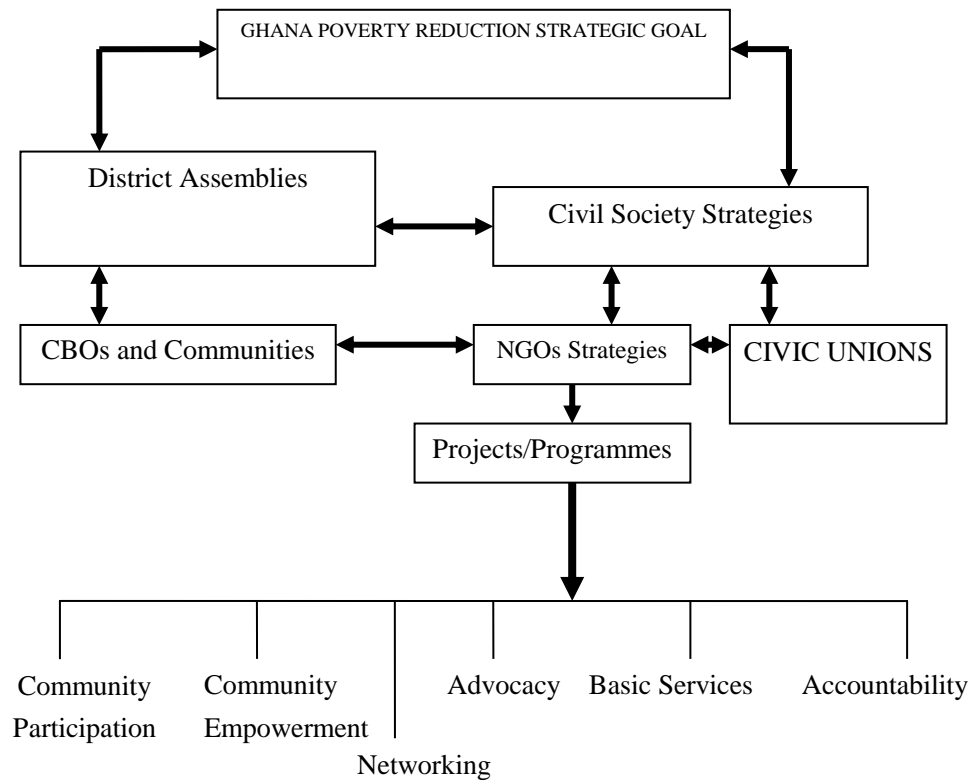 GHANA POVERTY REDUCTION STRATEGIC GOAL
District Assemblies
Civil Society Strategies
CBOs and Communities
NGOs Strategies
CIVIC UNIONS
Projects/Programmes
Community
Participation
Community
Empowerment
Networking
Advocacy
Basic Services
Accountability